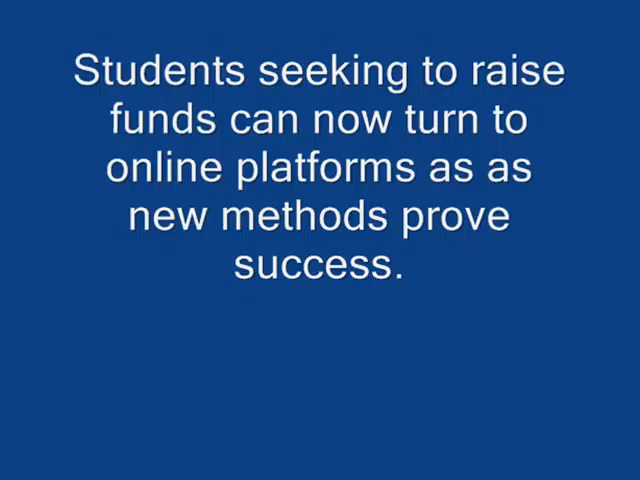 Students seeking to raise
funds can now turn to
online platforms as as
new methods prove
success.